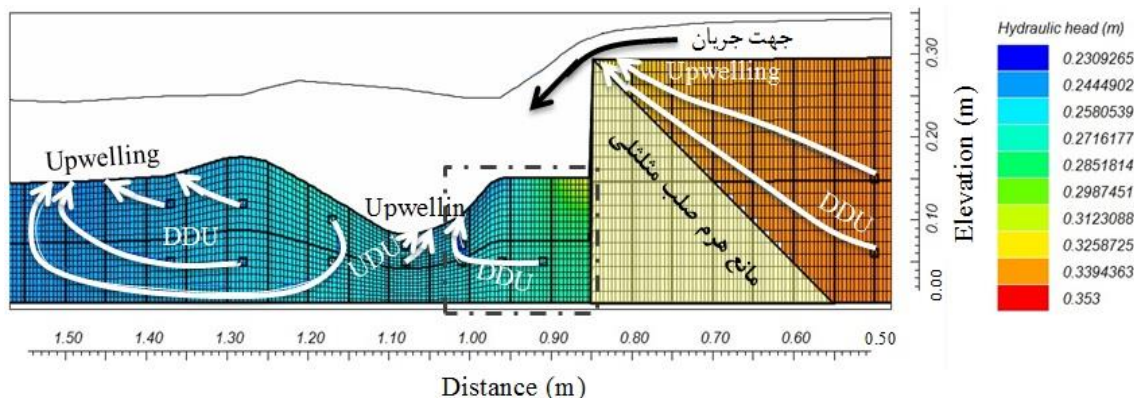 جهت جریان
Upwelling
Upwelling
Upwellin
DDU
UDU
DDU
DDU
مانع هرم صلب مثلثی
0.30
0.20
0.10
0.00
Elevation (m)
Hydraulic head (m)
0.2309265
0.2444902
0.2580539
0.2716177
0.2851814
0.2987451
0.3123088
0.3258725
0.3394363
0.353
1.50 1.40 1.30 1.20 1.10 1.00 0.90 0.80 0.70 0.60 0.50
Distance (m)